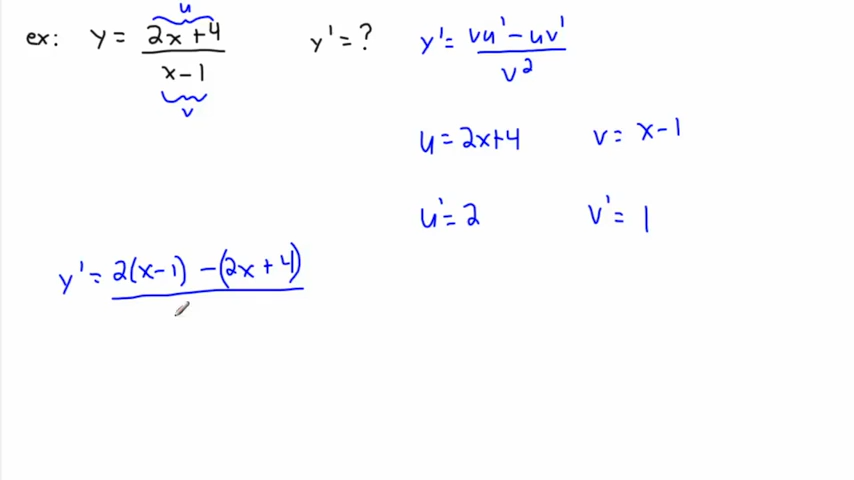 ex: y = (2x+4)/(x-1) y' = ? y' = (vu' - uv')/v²
u
v
u = 2x+4 v = x-1
u' = 2 v' = 1
y' = 2(x-1) -(2x+4)